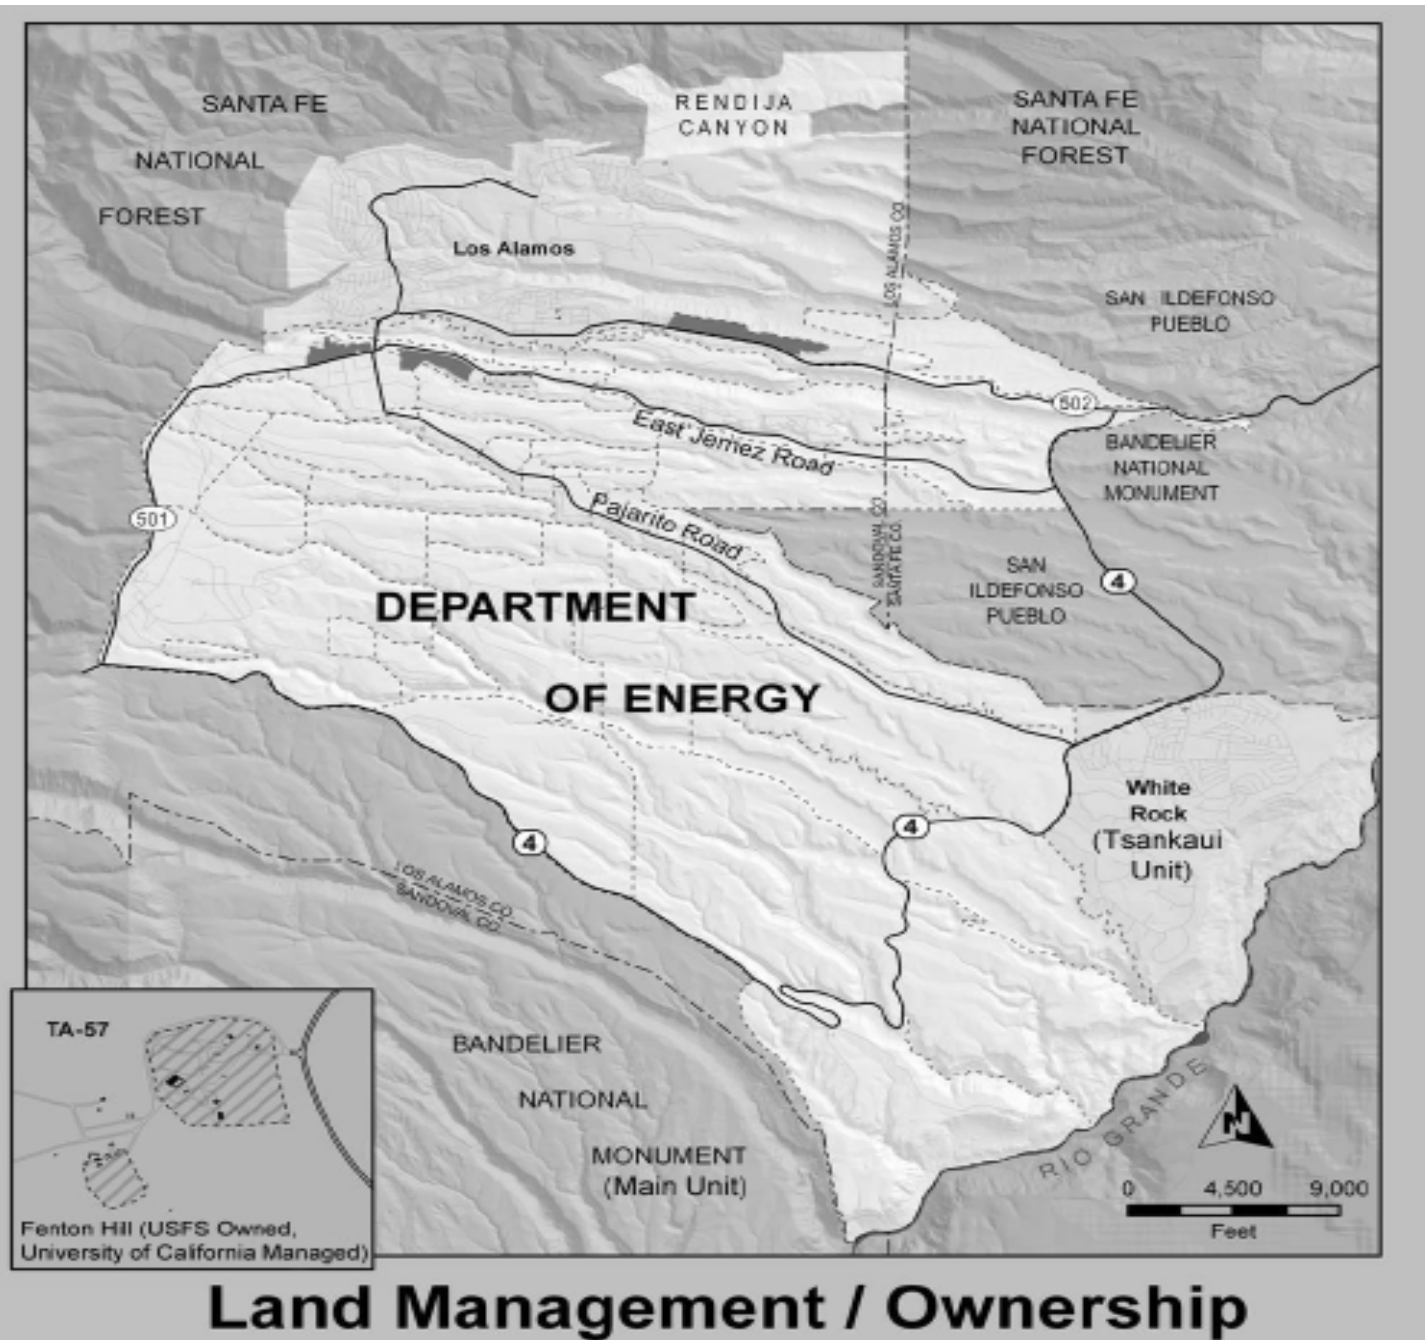 SANTA FE
NATIONAL
FOREST
RENDIJA
CANYON
SANTA FE
NATIONAL
FOREST
Los Alamos
LOS ALAMOS CO.
SAN ILDEFONSO
PUEBLO
502
East Jemez Road
BANDELIER
NATIONAL
MONUMENT
501
Pajarito Road
SANDOVAL CO.
SANTA FE CO.
SAN
ILDEFONSO
PUEBLO
4
DEPARTMENT
OF ENERGY
White
Rock
(Tsankaui
Unit)
4
4
LOS ALAMOS CO.
SANDOVAL CO.
TA-57
Fenton Hill (USFS Owned,
University of California Managed)
BANDELIER
NATIONAL
MONUMENT
(Main Unit)
RIO GRANDE
N
0 4,500 9,000
Feet
Land Management / Ownership